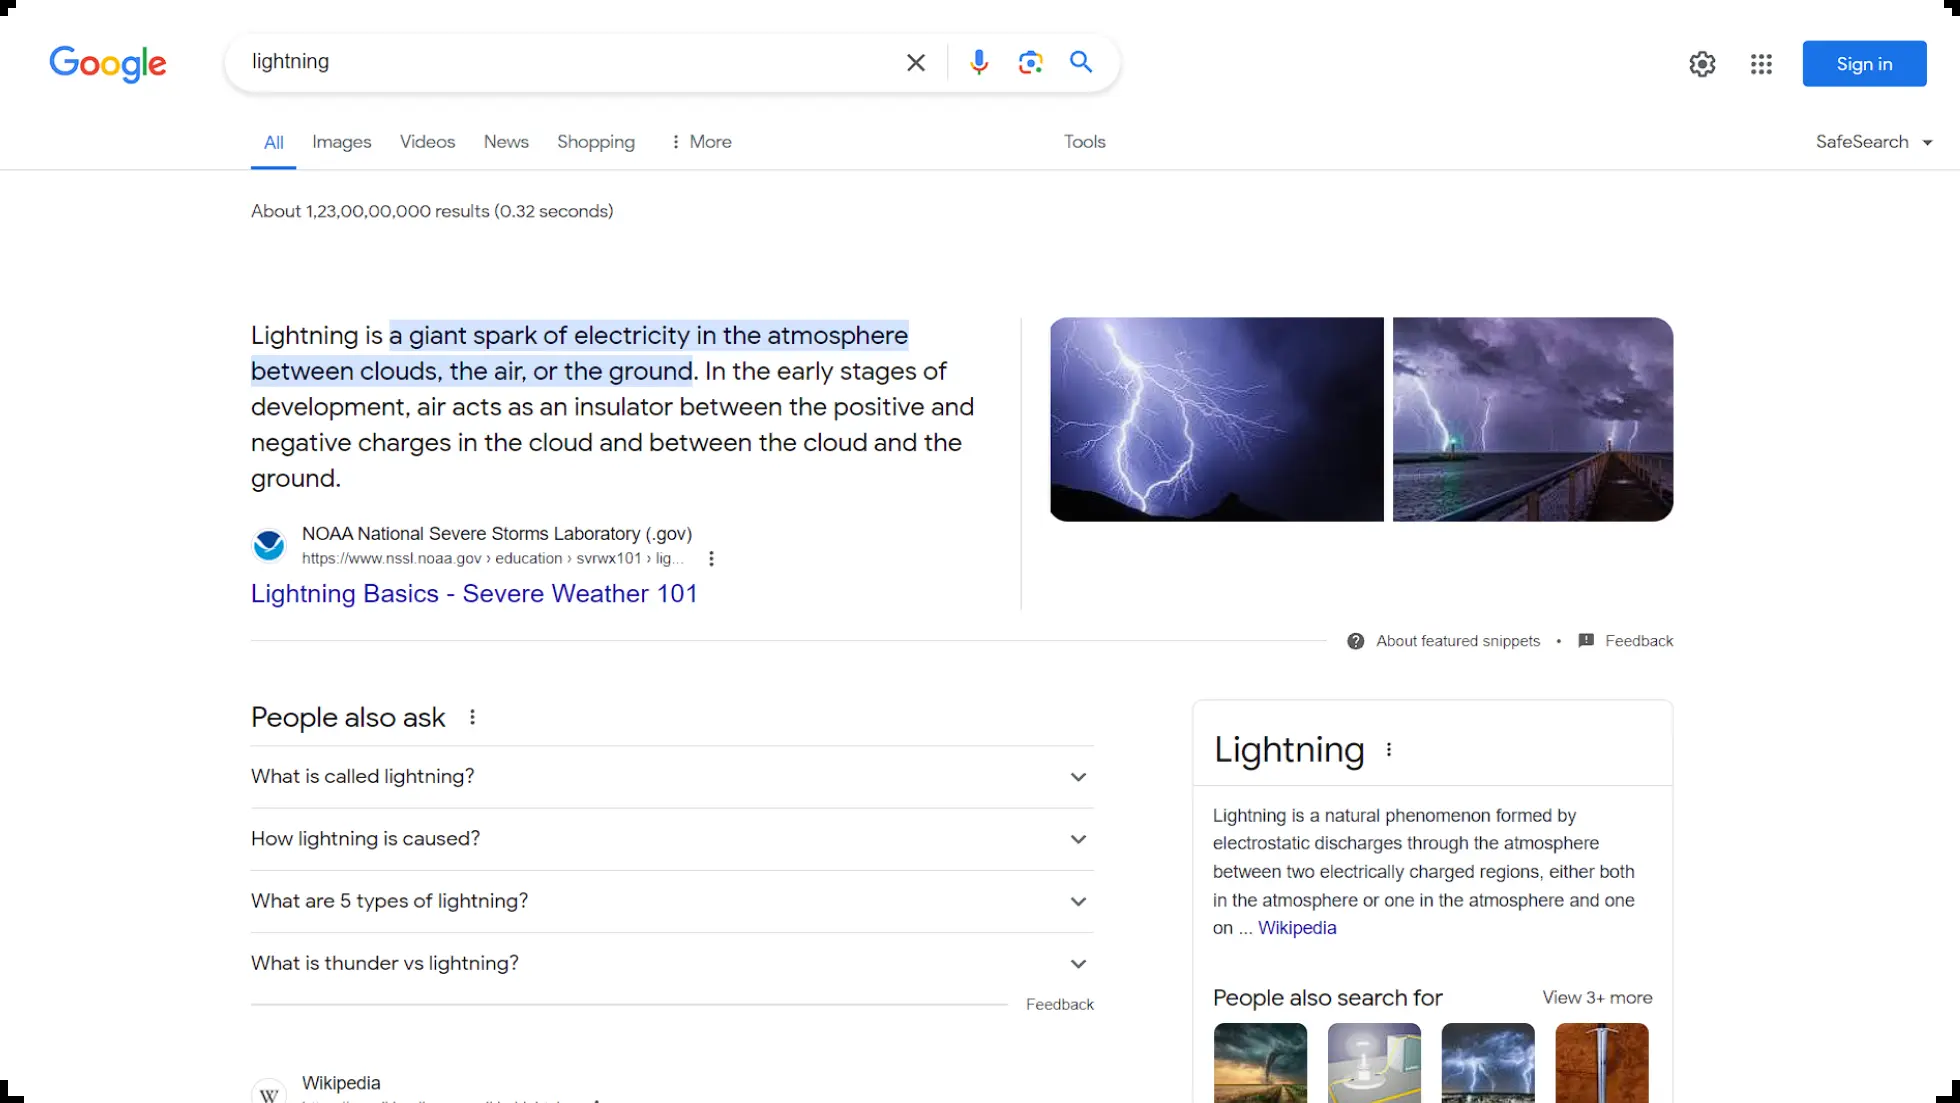 Google
lightning
Sign in
All Images Videos News Shopping More Tools SafeSearch
About 1,23,00,00,000 results (0.32 seconds)
Lightning is a giant spark of electricity in the atmosphere
between clouds, the air, or the ground. In the early stages of
development, air acts as an insulator between the positive and
negative charges in the cloud and between the cloud and the
ground.
NOAA National Severe Storms Laboratory (.gov)
https://www.nssl.noaa.gov › education › svrwx101 › lig...
Lightning Basics - Severe Weather 101
About featured snippets • Feedback
People also ask
What is called lightning?
How lightning is caused?
What are 5 types of lightning?
What is thunder vs lightning?
Feedback
W
Wikipedia
Lightning
Lightning is a natural phenomenon formed by
electrostatic discharges through the atmosphere
between two electrically charged regions, either both
in the atmosphere or one in the atmosphere and one
on ... Wikipedia
People also search for View 3+ more